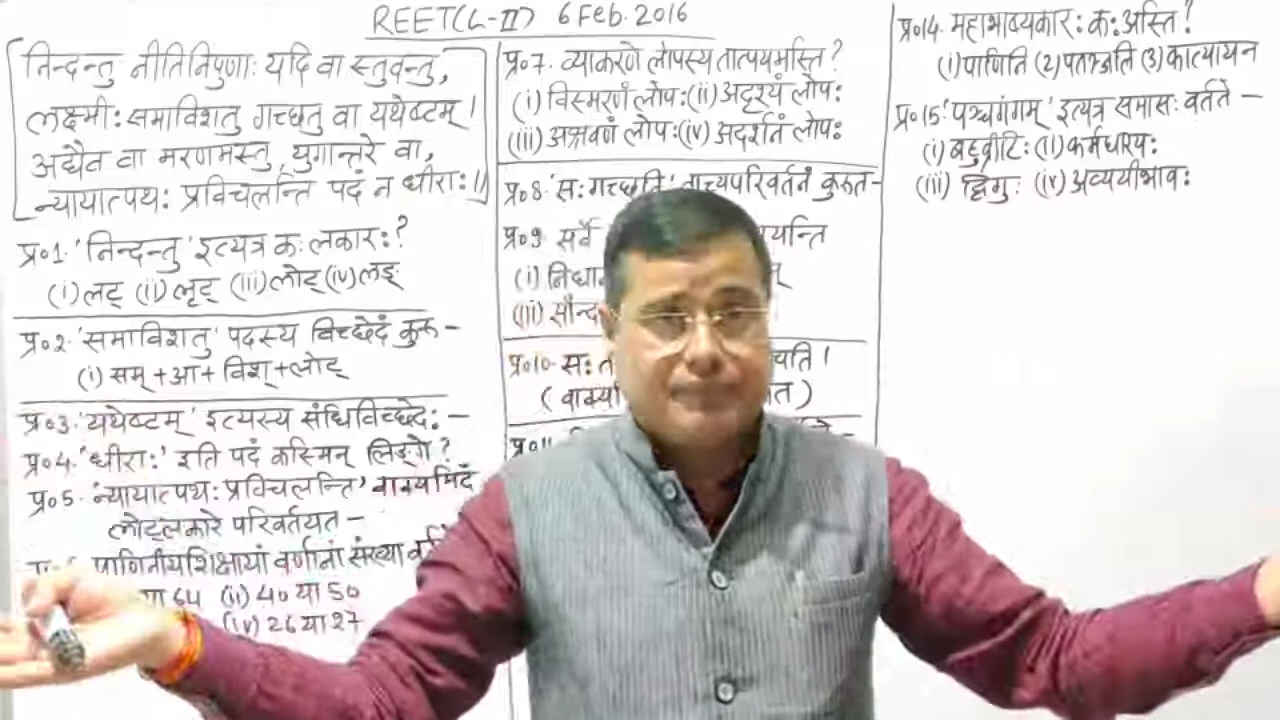 REET(L-II) 6 Feb. 2016
निन्दन्तु नीतिनिपुणाः यदि वा स्तुवन्तु,
लक्ष्मीः समाविशतु गच्छतु वा यथेष्टम् ।
अद्यैव वा मरणमस्तु युगान्तरे वा,
न्यायात्पथः प्रविचलन्ति पदं न धीराः ॥
प्र०1. 'निन्दन्तु' इत्यत्र कः लकारः?
(i) लट् (ii) लृट् (iii) लोट् (iv) लङ्
प्र०2. 'समाविशतु' पदस्य विच्छेदं कुरु –
(i) सम् + आ + विश् + लोट्
प्र०3. 'यथेष्टम्' इत्यस्य संधिविच्छेदः –
प्र०4. 'धीराः' इति पदं कस्मिन् लिङ्गे ?
प्र०5. न्यायात्पथः प्रविचलन्ति' वाक्यमिदं
लोट्लकारे परिवर्तयत –
पाणिनीयशिक्षायां वर्णानां संख्या
या 64 (ii) 40 या 50
(iv) 26 या 27
प्र०7. व्याकरणे लोपस्य तात्पर्यमस्ति ?
(i) विस्मरणं लोपः (ii) अदृश्यं लोपः
(iii) अश्रवणं लोपः (iv) अदर्शनं लोपः
प्र०8. 'सः गच्छति' वाच्यपरिवर्तनं कुरुत –
प्र०9. सर्वे
(i)
(iii)
प्र०10. सः
(
प्र०11.
प्र०14. महाभाष्यकारः कः अस्ति ?
(i) पाणिनि (2) पतञ्जति (3) कात्यायन
प्र०15. 'पञ्चगंगम्' इत्यत्र समासः वर्तते –
(i) बहुव्रीहिः (ii) कर्मधारयः
(iii) द्विगुः (iv) अव्ययीभावः